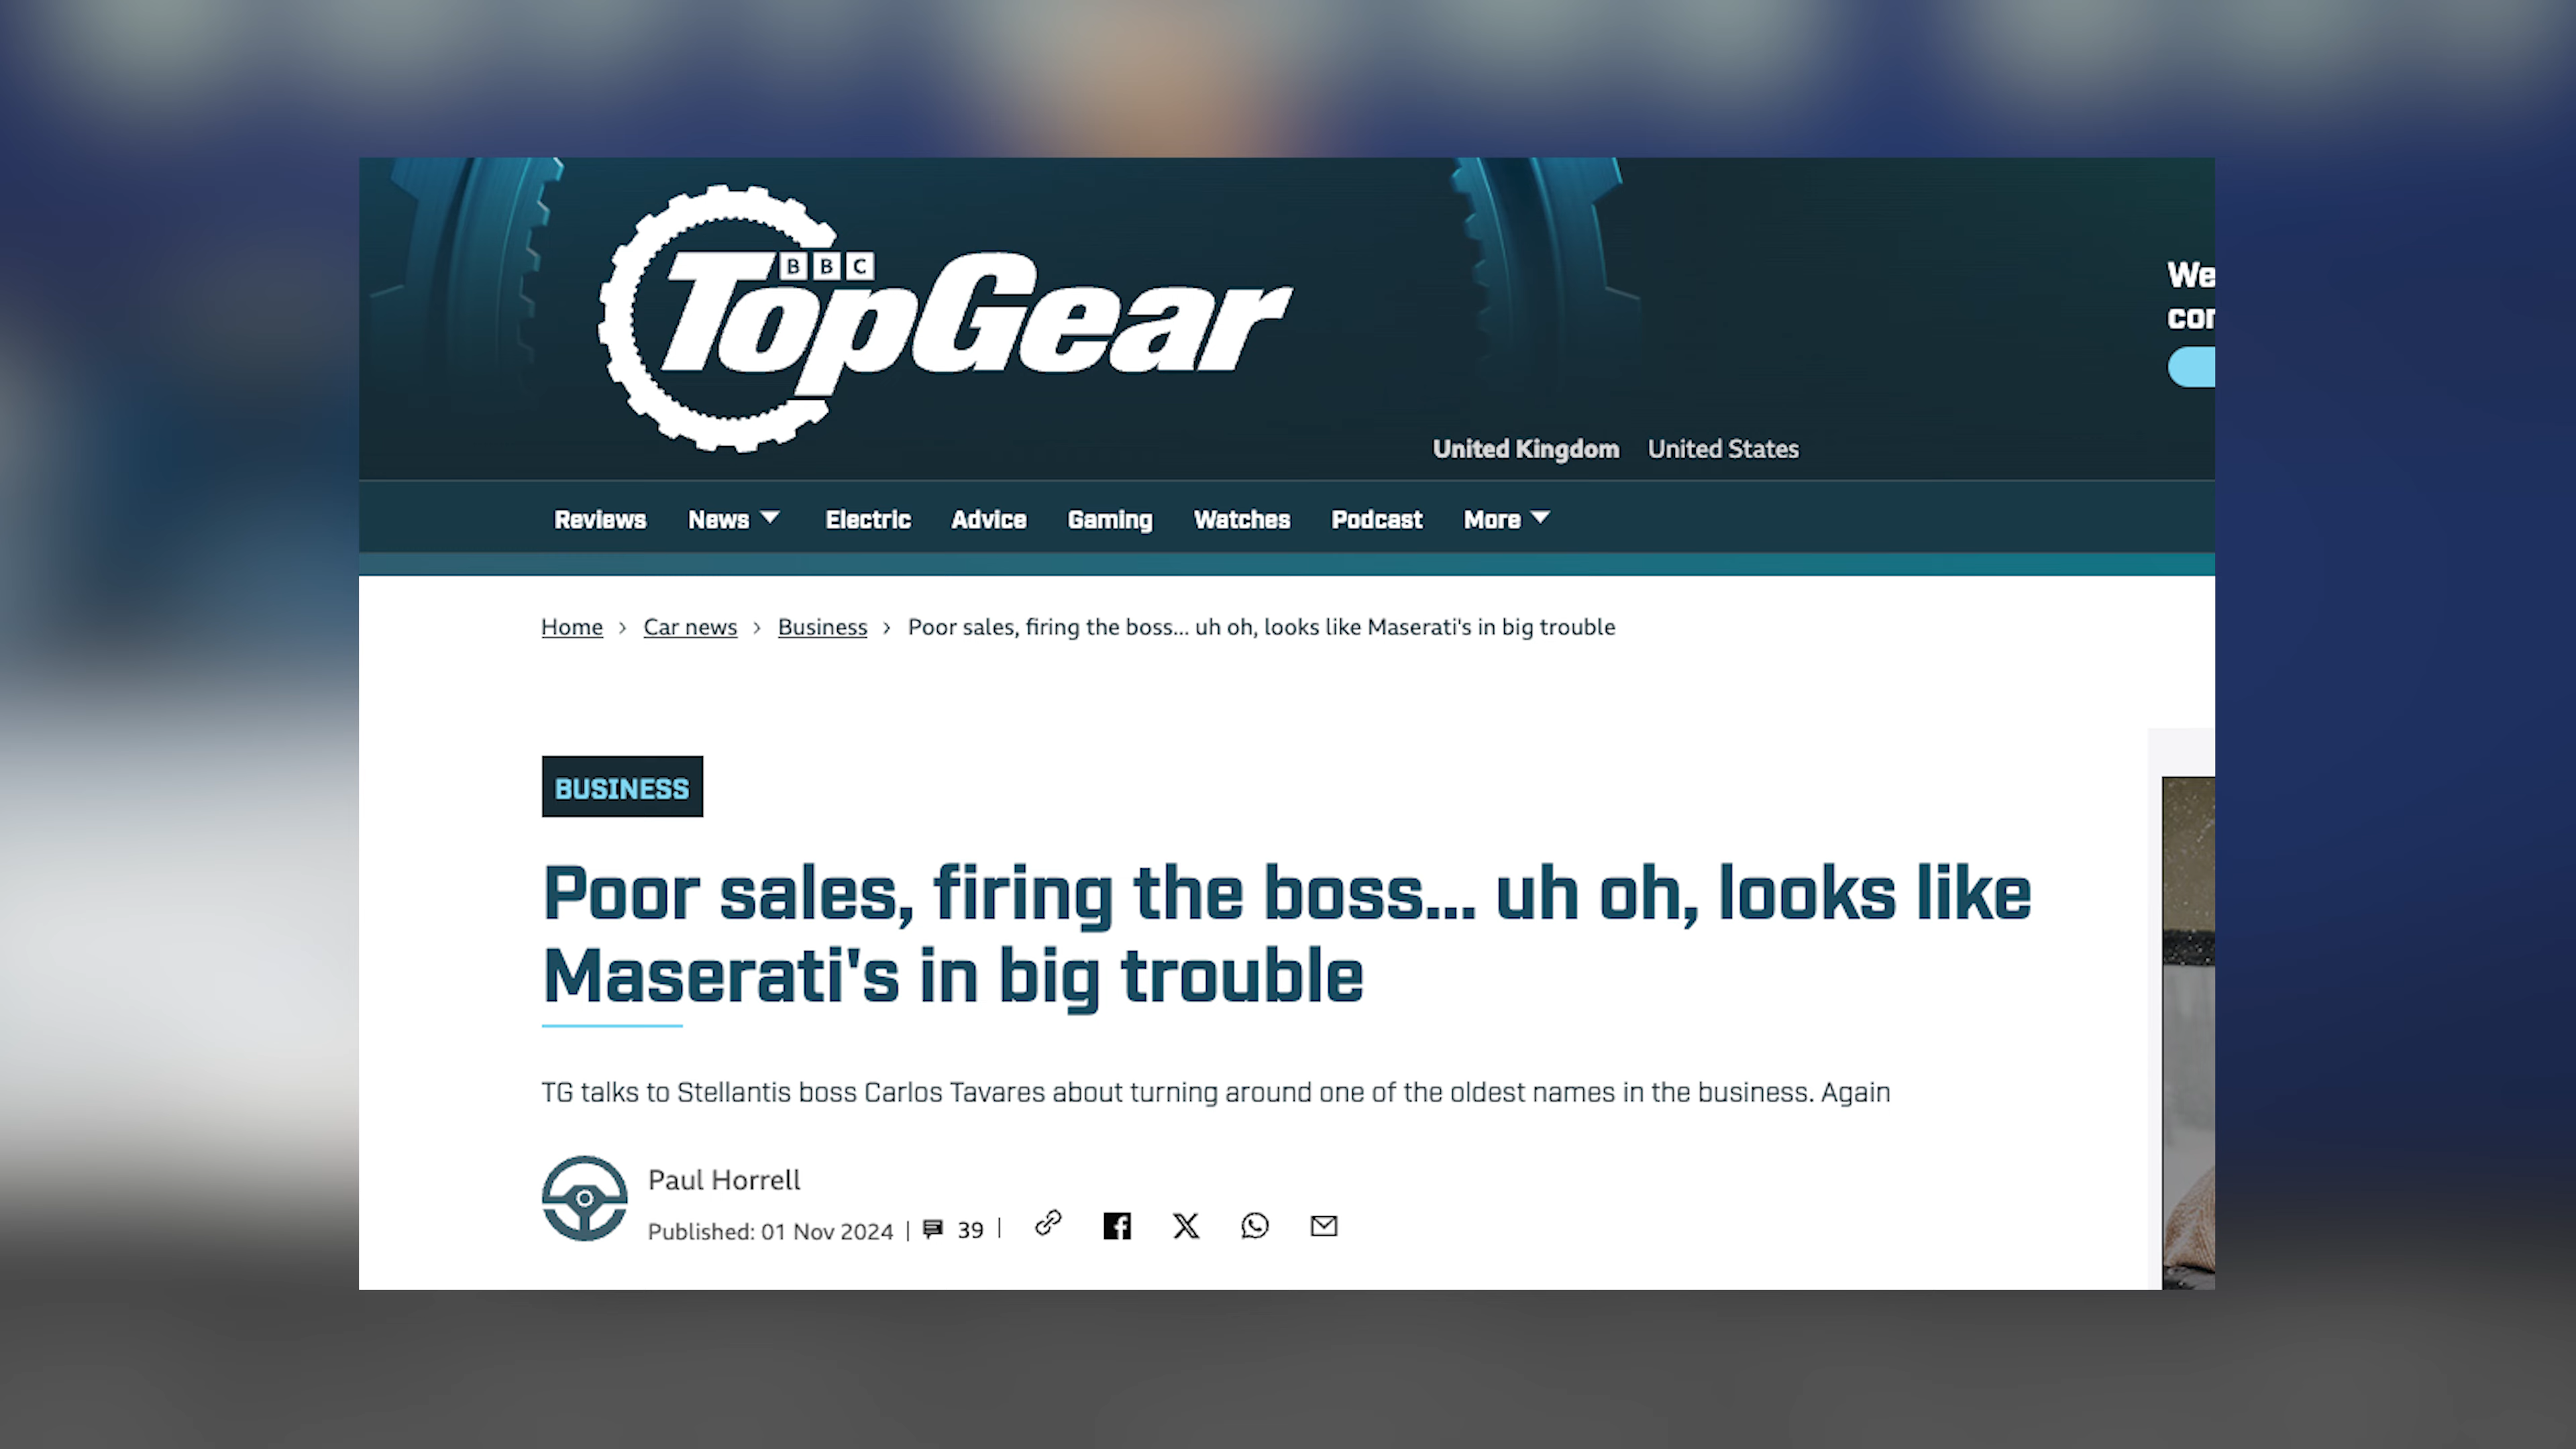 BBC
TopGear
We
United Kingdom United States
Reviews News Electric Advice Gaming Watches Podcast More
Home > Car news > Business > Poor sales, firing the boss... uh oh, looks like Maserati's in big trouble
BUSINESS
Poor sales, firing the boss... uh oh, looks like
Maserati's in big trouble
TG talks to Stellantis boss Carlos Tavares about turning around one of the oldest names in the business. Again
Paul Horrell
Published: 01 Nov 2024 | 39 |